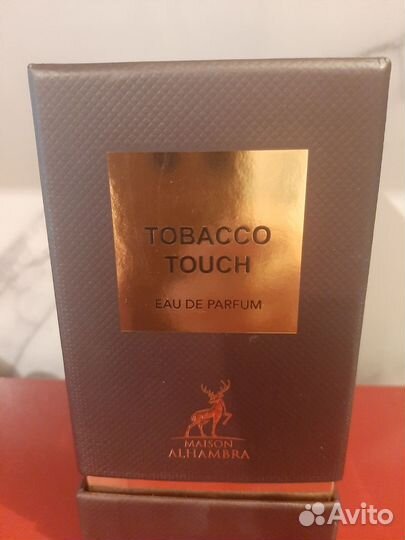 TOBACCO
TOUCH
EAU DE PARFUM
MAISON
ALHAMBRA
Avito